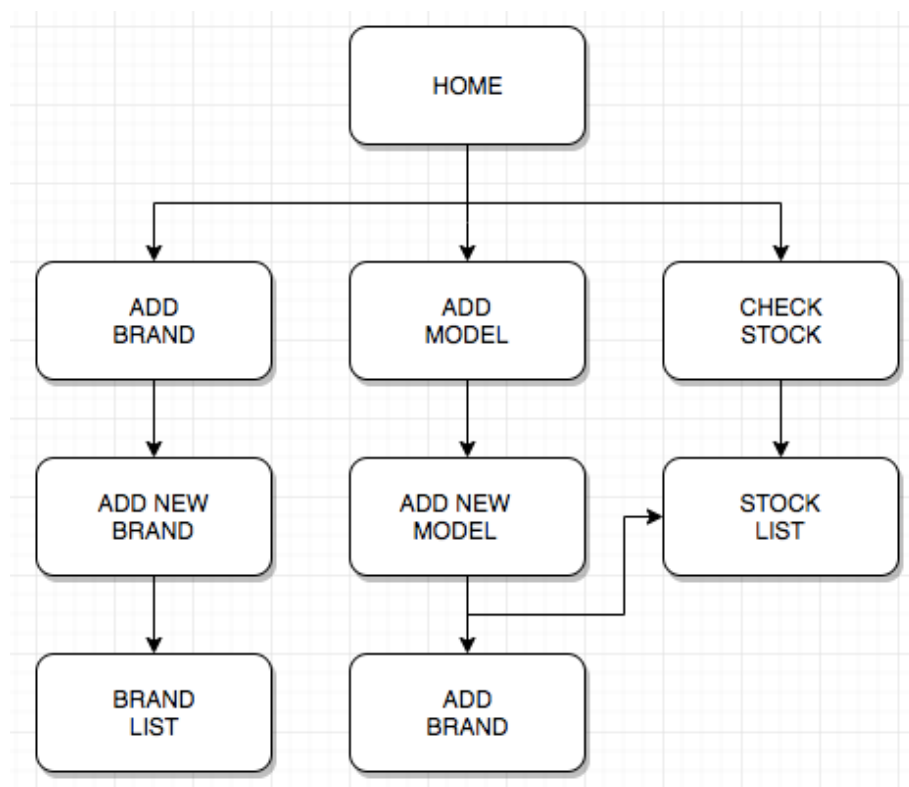 HOME
ADD
BRAND
ADD
MODEL
CHECK
STOCK
ADD NEW
BRAND
ADD NEW
MODEL
STOCK
LIST
BRAND
LIST
ADD
BRAND